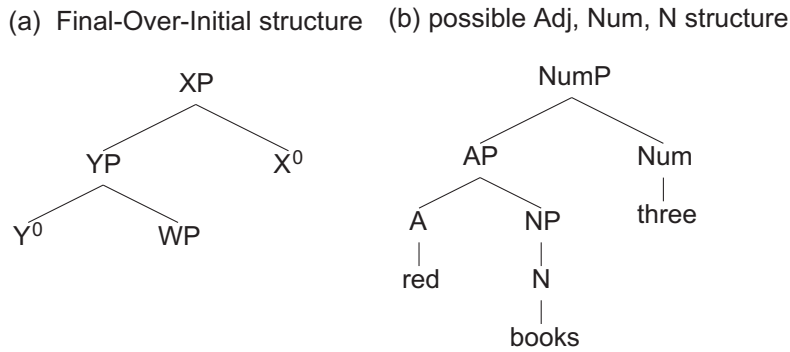 (a) Final-Over-Initial structure (b) possible Adj, Num, N structure
XP NumP
YP X⁰ AP Num
Y⁰ WP A NP three
red N
books